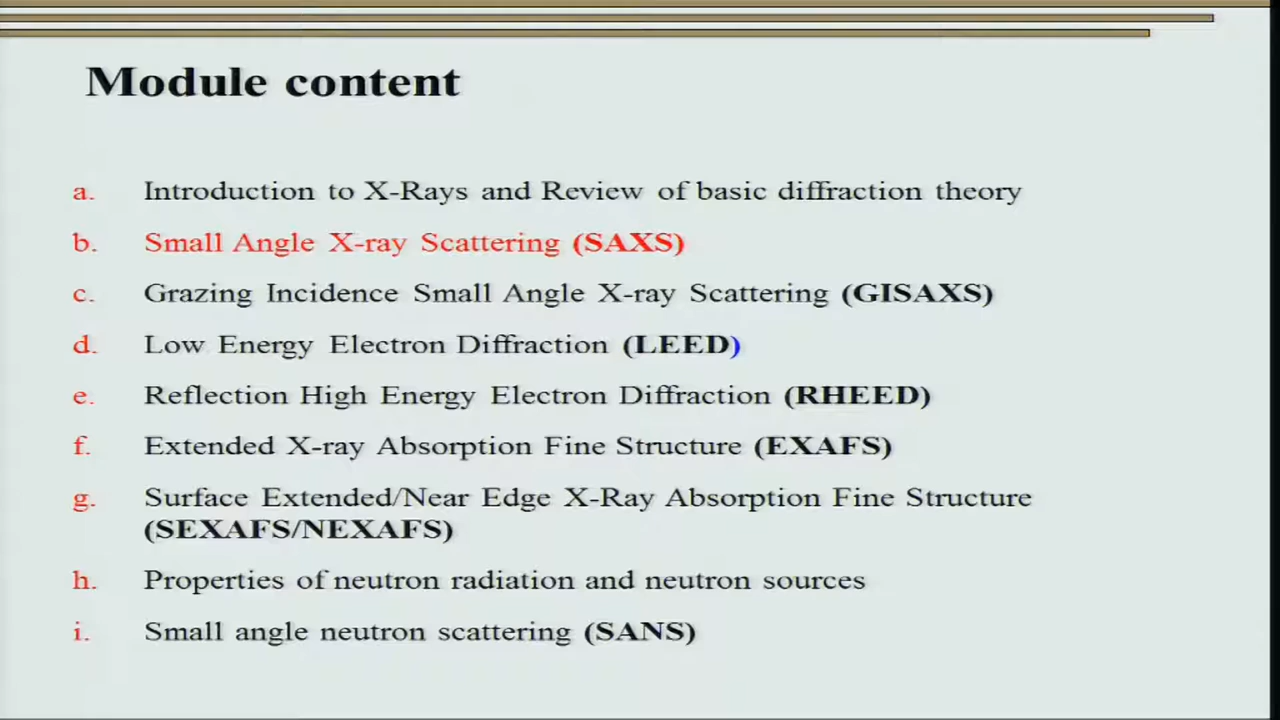 Module content
a. Introduction to X-Rays and Review of basic diffraction theory
b. Small Angle X-ray Scattering (SAXS)
c. Grazing Incidence Small Angle X-ray Scattering (GISAXS)
d. Low Energy Electron Diffraction (LEED)
e. Reflection High Energy Electron Diffraction (RHEED)
f. Extended X-ray Absorption Fine Structure (EXAFS)
g. Surface Extended/Near Edge X-Ray Absorption Fine Structure
(SEXAFS/NEXAFS)
h. Properties of neutron radiation and neutron sources
i. Small angle neutron scattering (SANS)